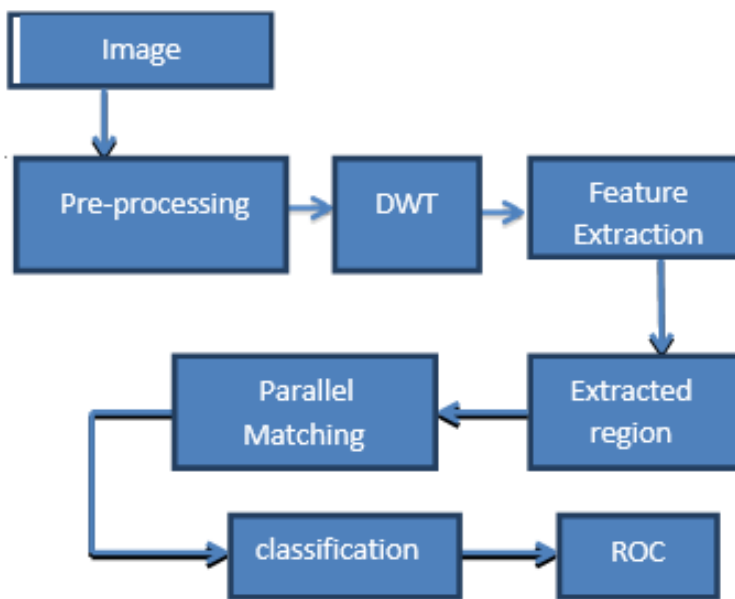 Image
Pre-processing
DWT
Feature
Extraction
Extracted
region
Parallel
Matching
classification
ROC